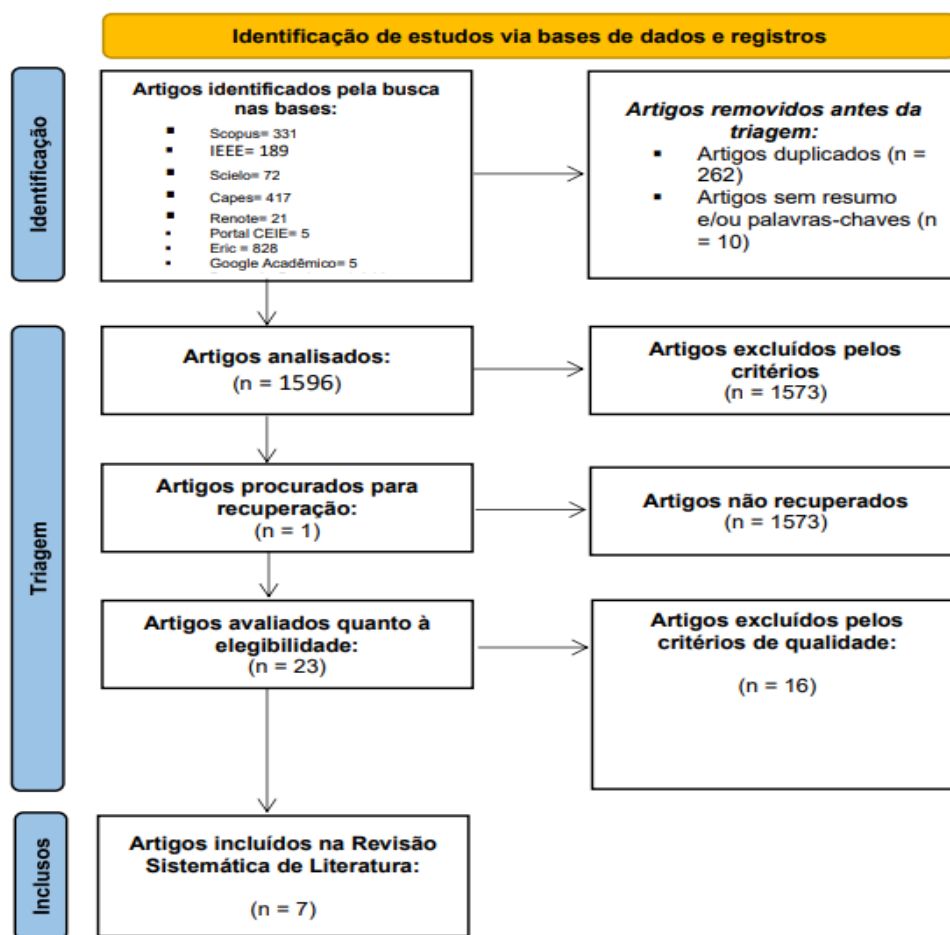 Identificação de estudos via bases de dados e registros
Identificação
Artigos identificados pela busca
nas bases:
▪ Scopus= 331
▪ IEEE= 189
▪ Scielo= 72
▪ Capes= 417
▪ Renote= 21
▪ Portal CEIE= 5
▪ Eric = 828
▪ Google Acadêmico= 5
Artigos removidos antes da
triagem:
▪ Artigos duplicados (n =
262)
▪ Artigos sem resumo
e/ou palavras-chaves (n
= 10)
Triagem
Artigos analisados:
(n = 1596)
Artigos excluídos pelos
critérios
(n = 1573)
Artigos procurados para
recuperação:
(n = 1)
Artigos não recuperados
(n = 1573)
Artigos avaliados quanto à
elegibilidade:
(n = 23)
Artigos excluídos pelos
critérios de qualidade:
(n = 16)
Inclusos
Artigos incluídos na Revisão
Sistemática de Literatura:
(n = 7)